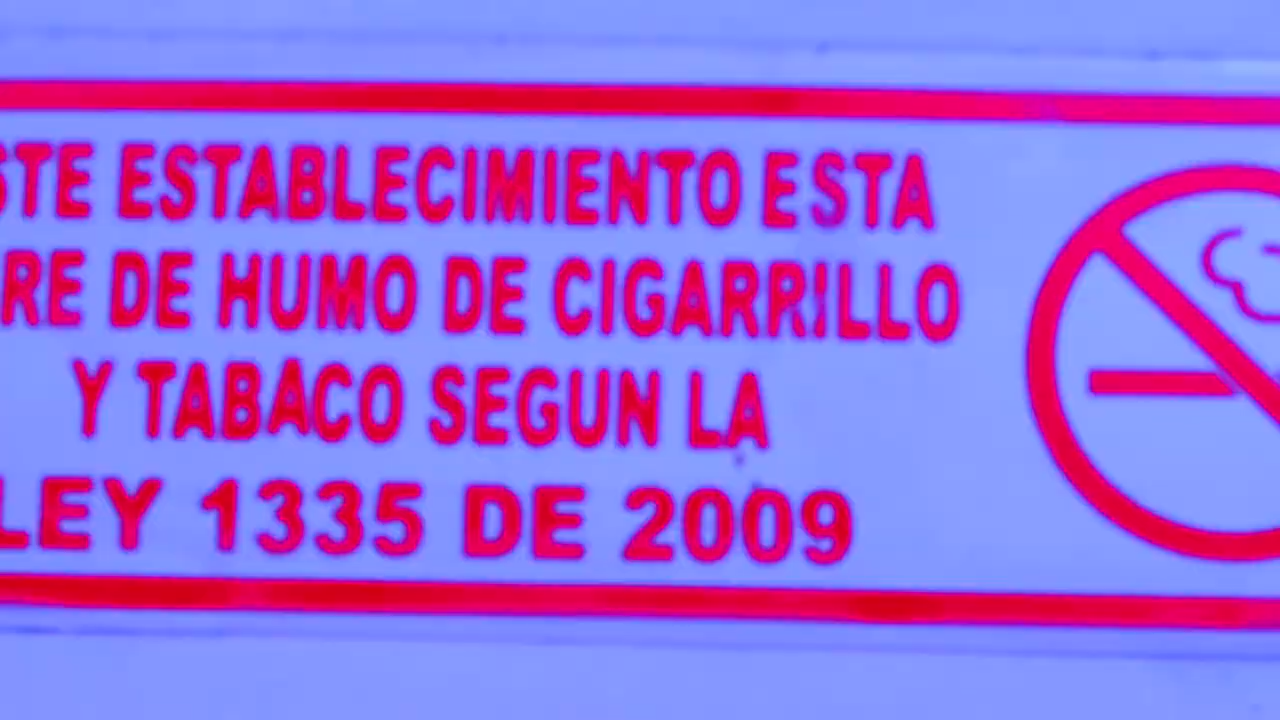 STE ESTABLECIMIENTO ESTA
RE DE HUMO DE CIGARRILLO
Y TABACO SEGUN LA
LEY 1335 DE 2009